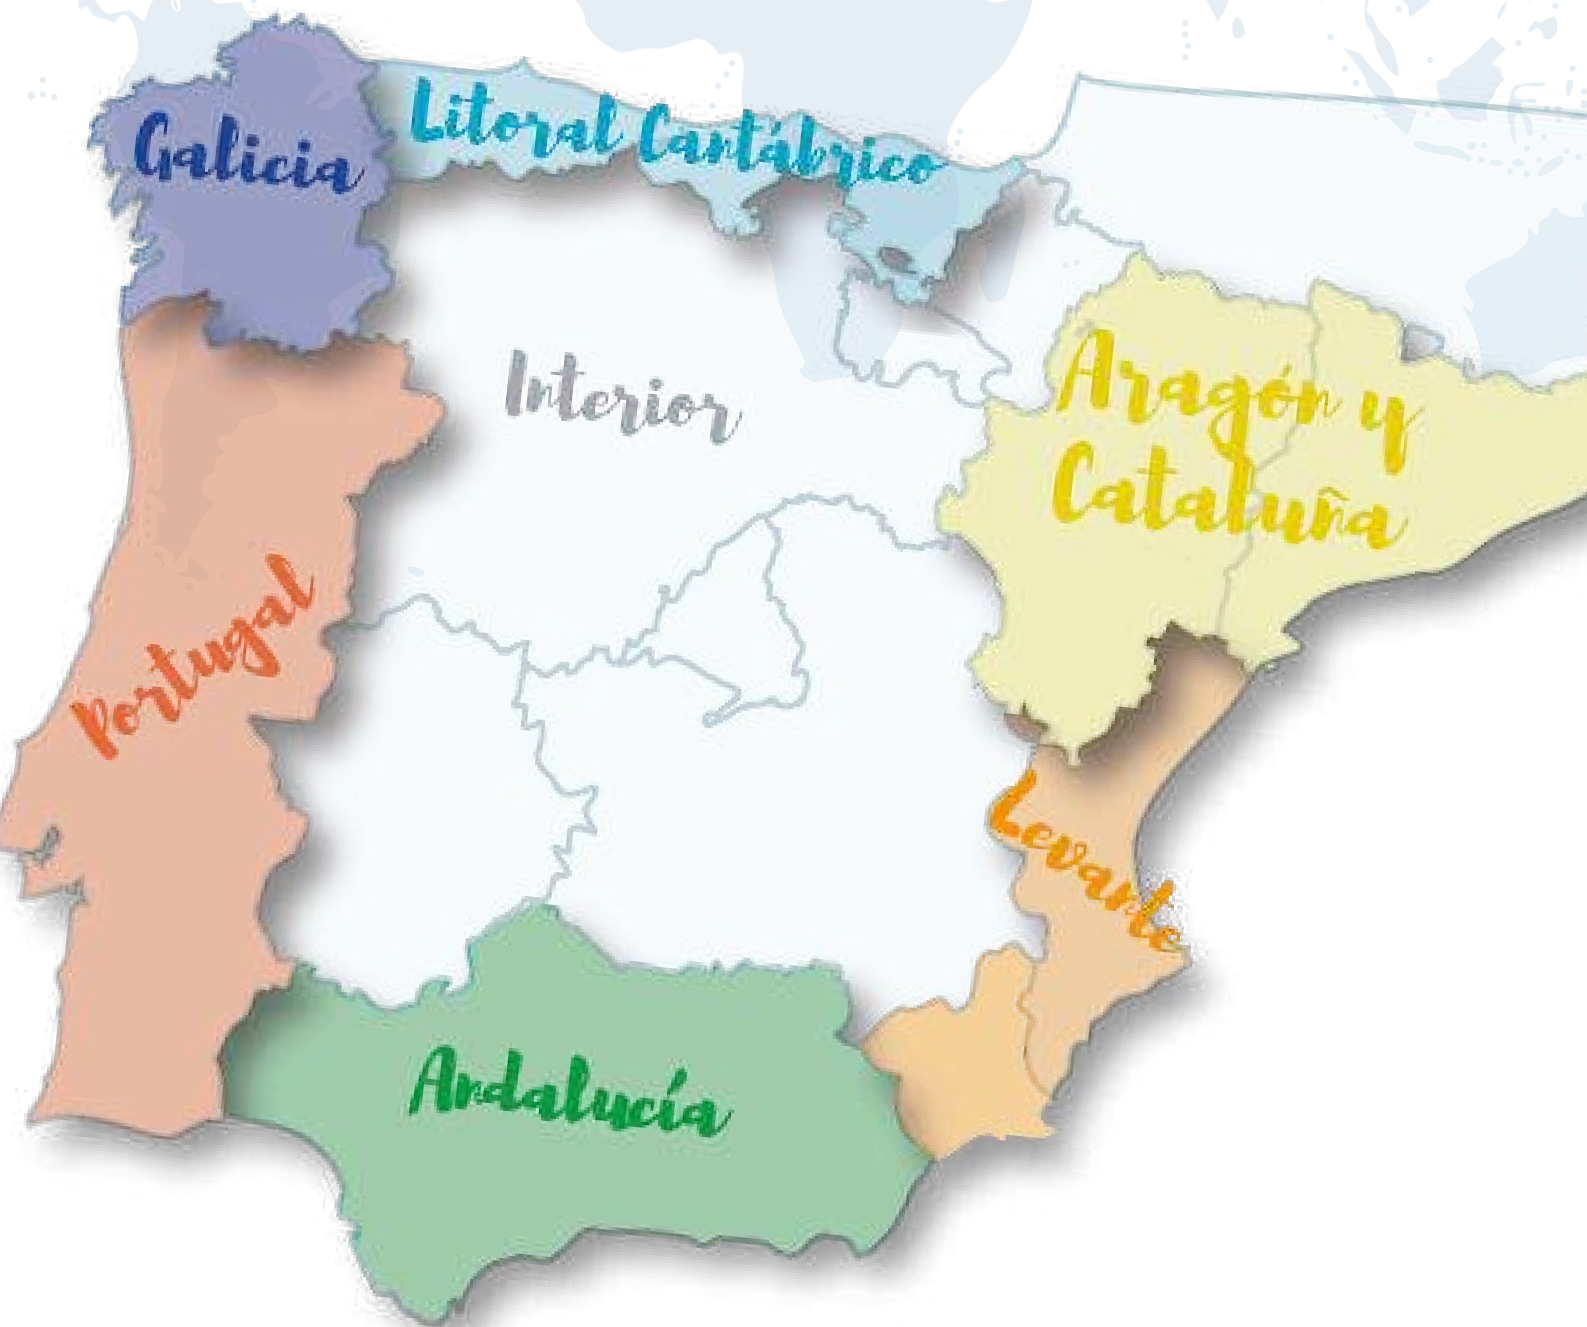 Galicia
Litoral Cantábrico
Interior
Aragón y
Cataluña
Portugal
Levante
Andalucía